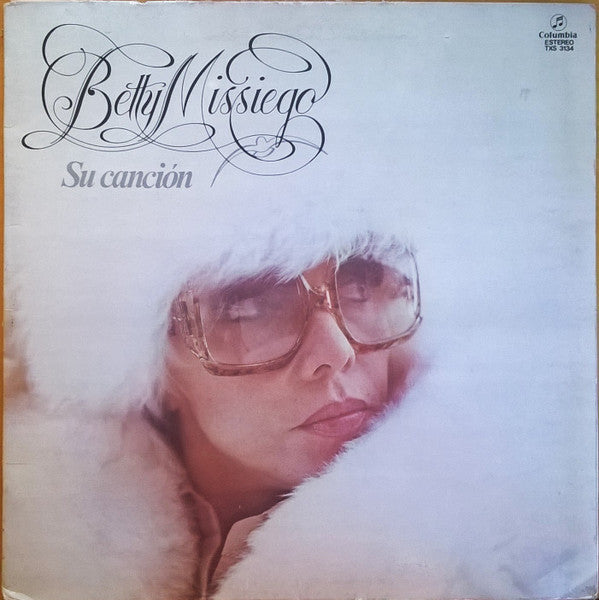 Betty Missiego
Su canción
Columbia
ESTEREO
TXS 3134